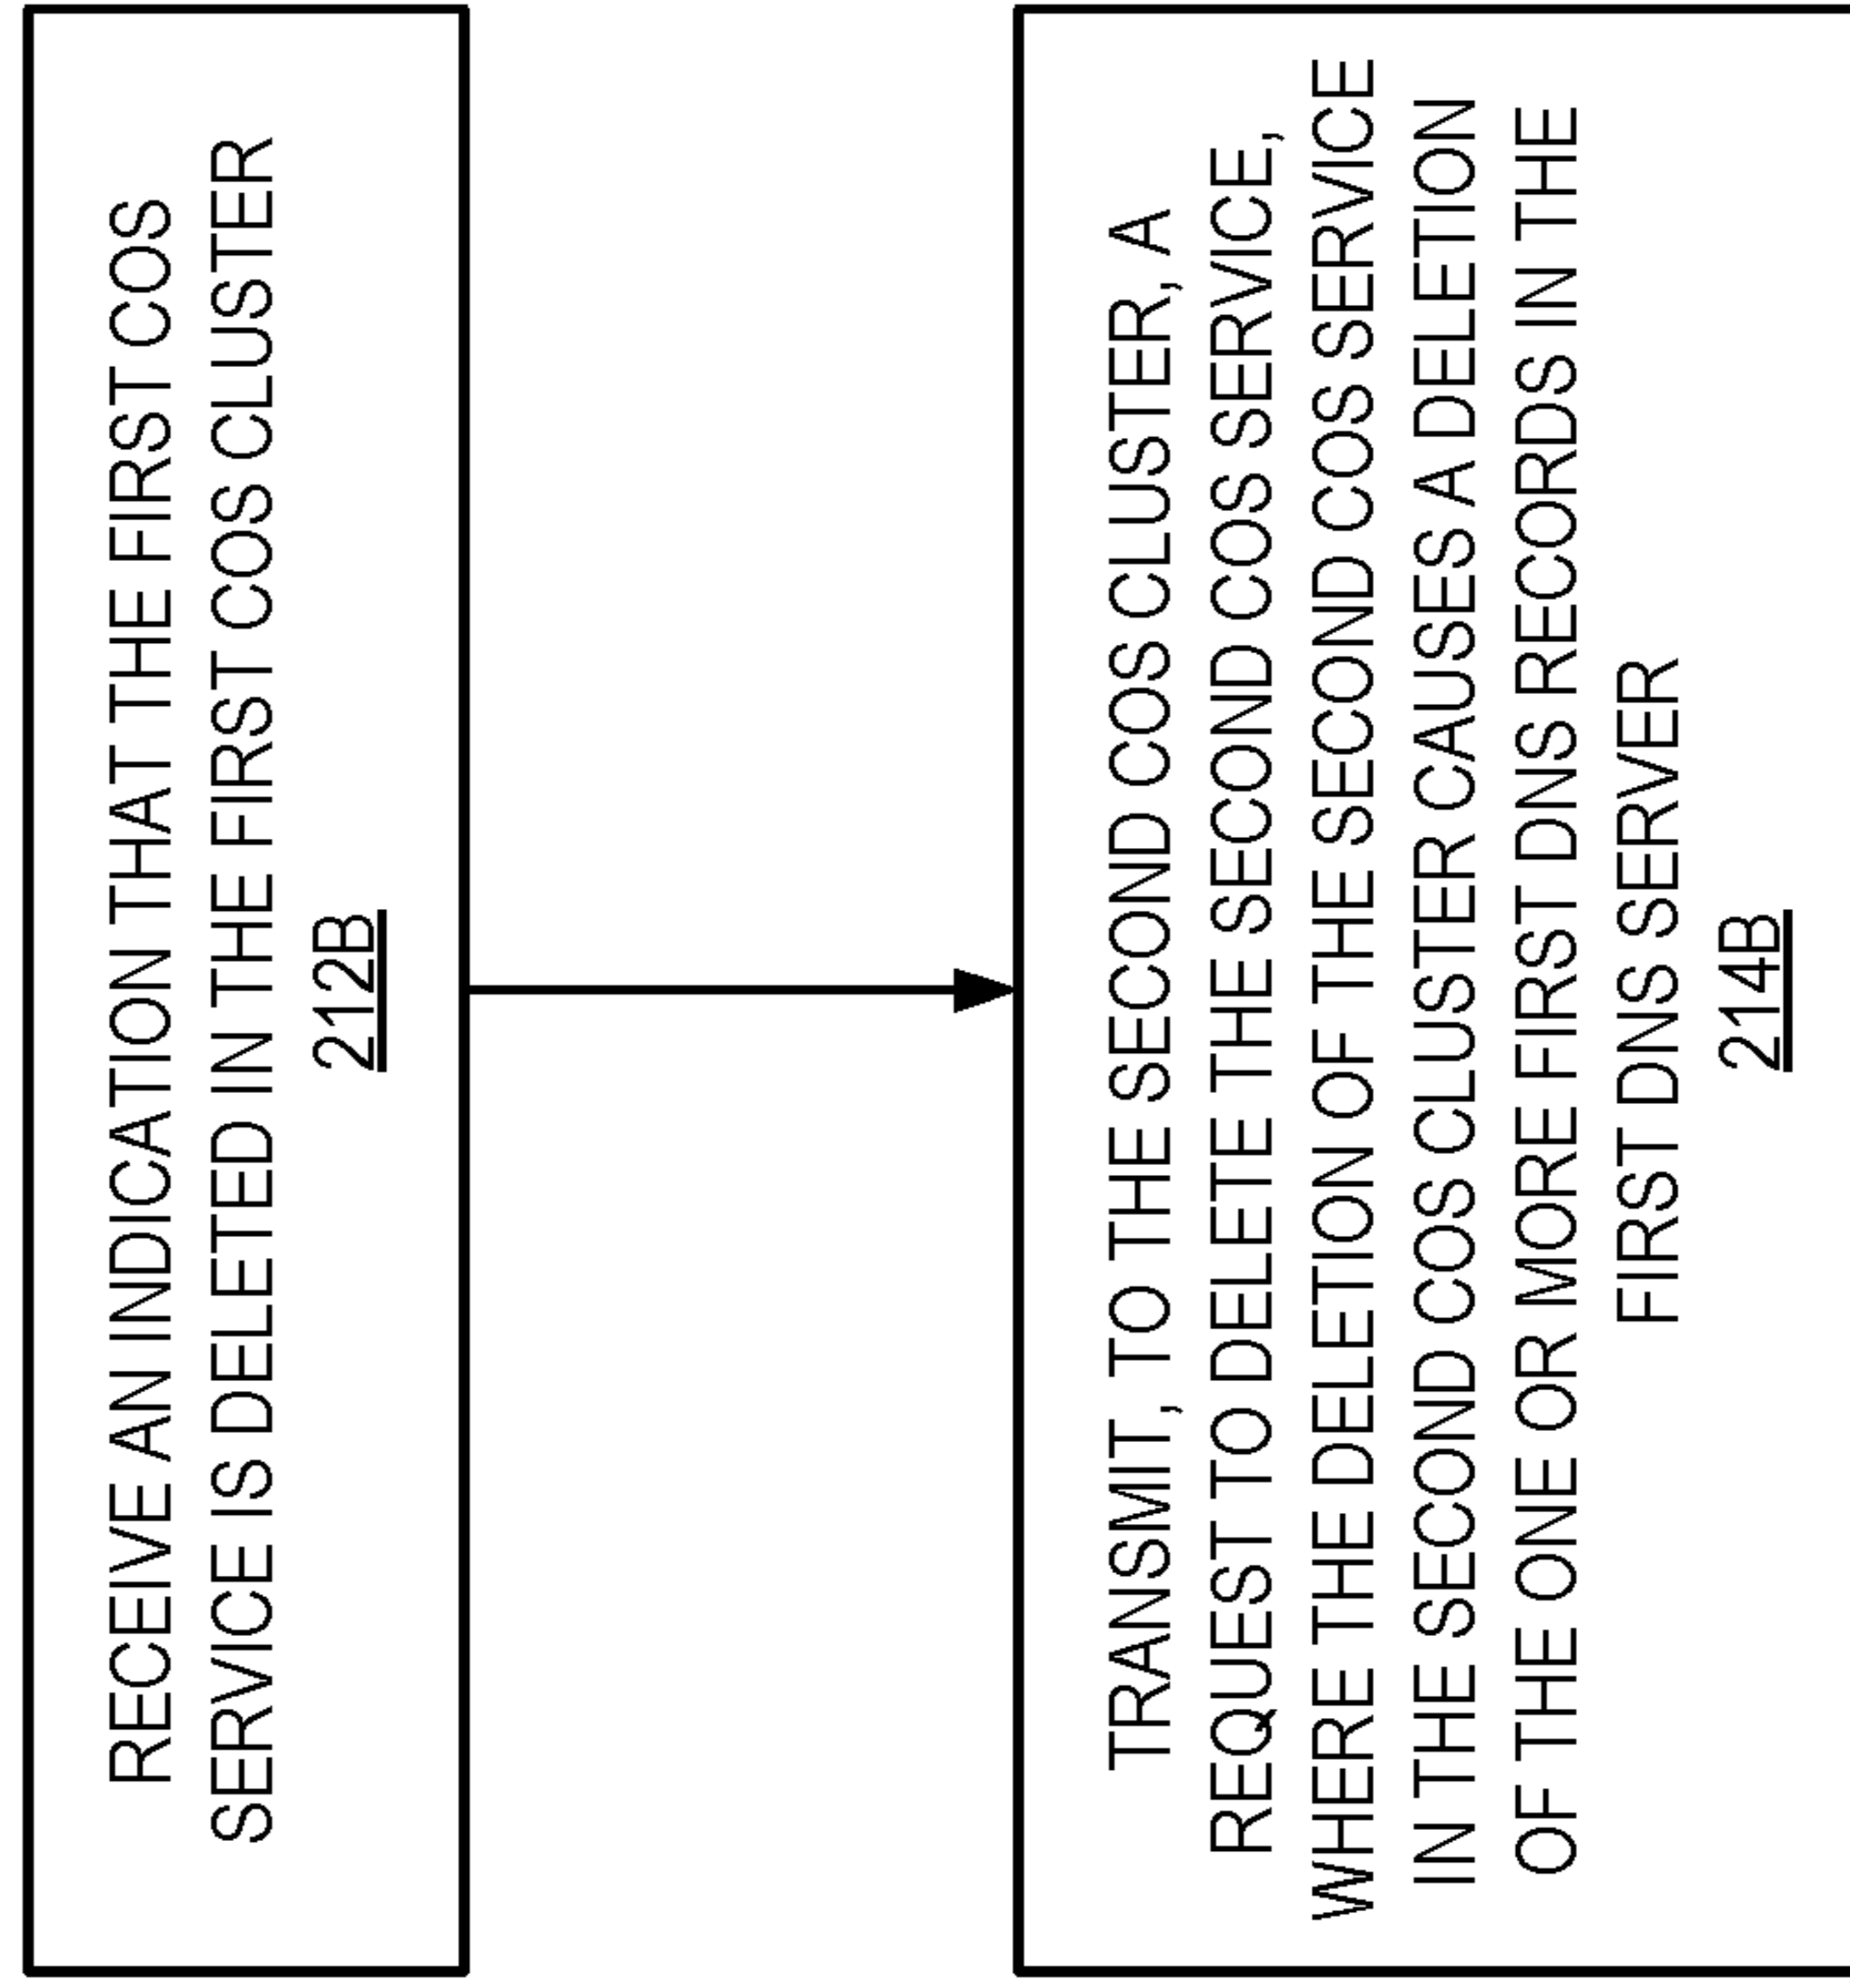 RECEIVE AN INDICATION THAT THE FIRST COS
SERVICE IS DELETED IN THE FIRST COS CLUSTER
212B
TRANSMIT, TO THE SECOND COS CLUSTER, A
REQUEST TO DELETE THE SECOND COS SERVICE,
WHERE THE DELETION OF THE SECOND COS SERVICE
IN THE SECOND COS CLUSTER CAUSES A DELETION
OF THE ONE OR MORE FIRST DNS RECORDS IN THE
FIRST DNS SERVER
214B